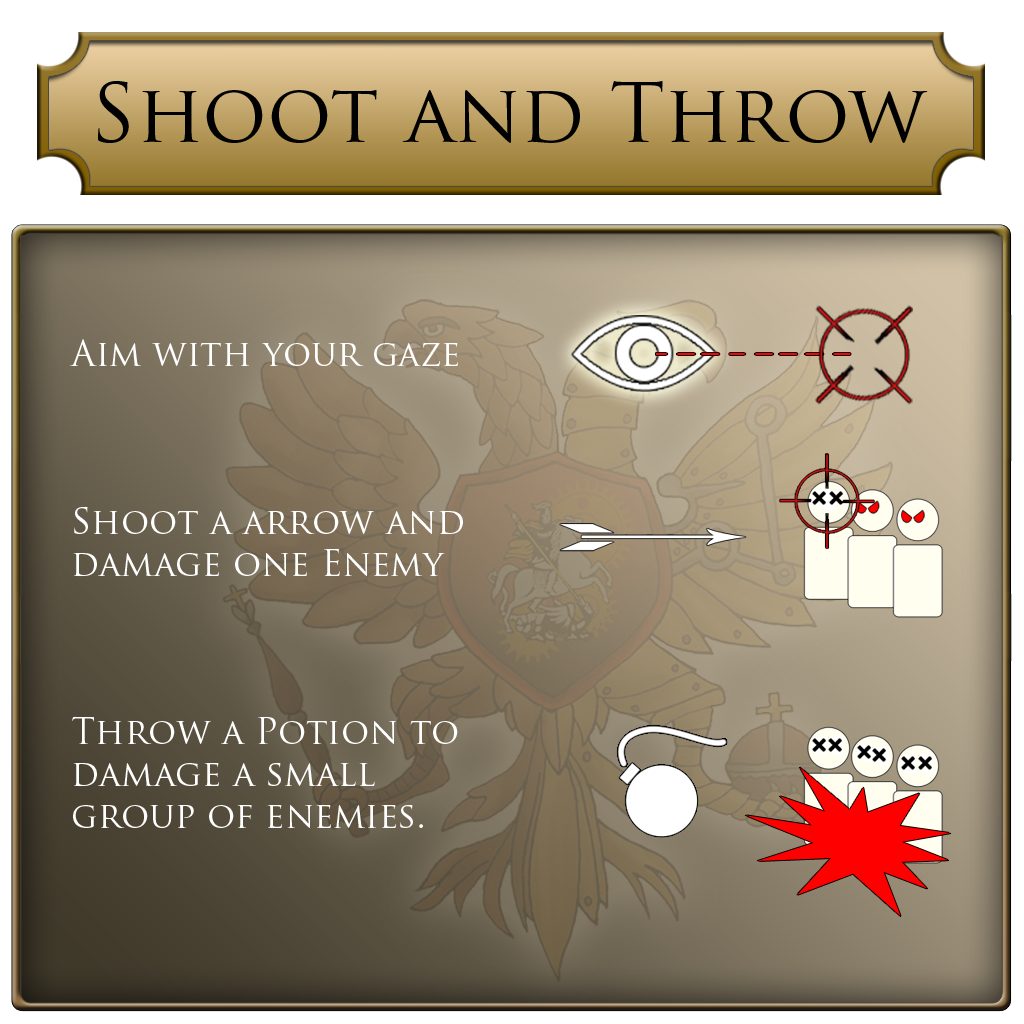 Shoot and Throw
Aim with your gaze
Shoot a arrow and
damage one Enemy
Throw a Potion to
damage a small
group of enemies.